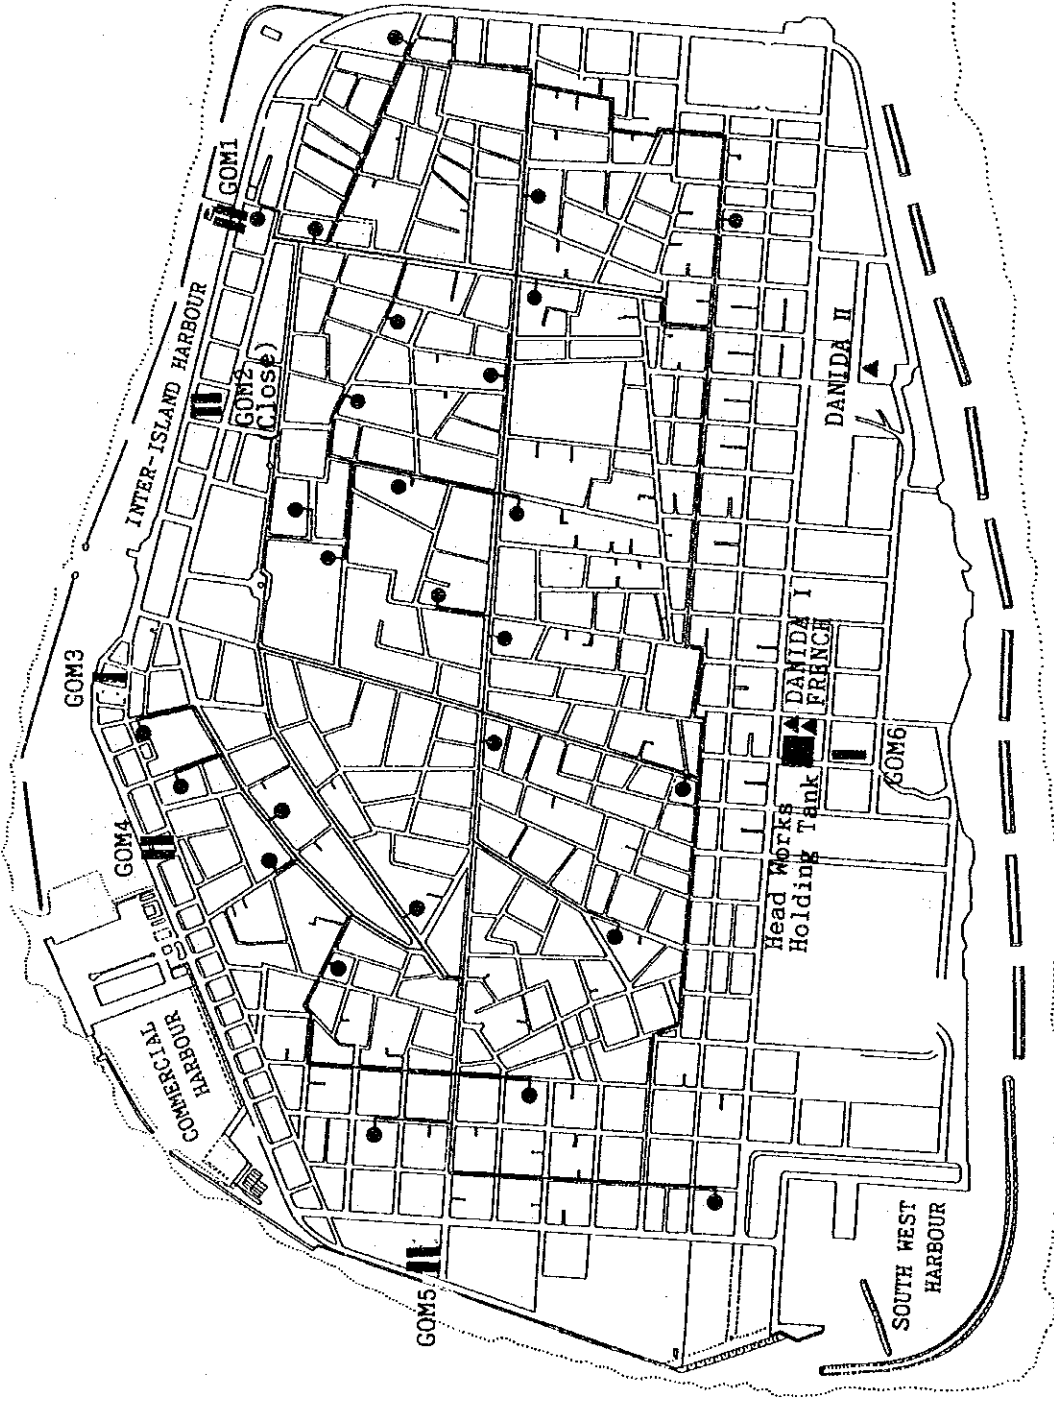 GOM1
INTER-ISLAND HARBOUR
GOM2
(Close)
GOM3
GOM4
COMMERCIAL
HARBOUR
GOM5
DANIDA II
DANIDA I
FRENCH
GOM6
Head Works
Holding Tank
SOUTH WEST
HARBOUR